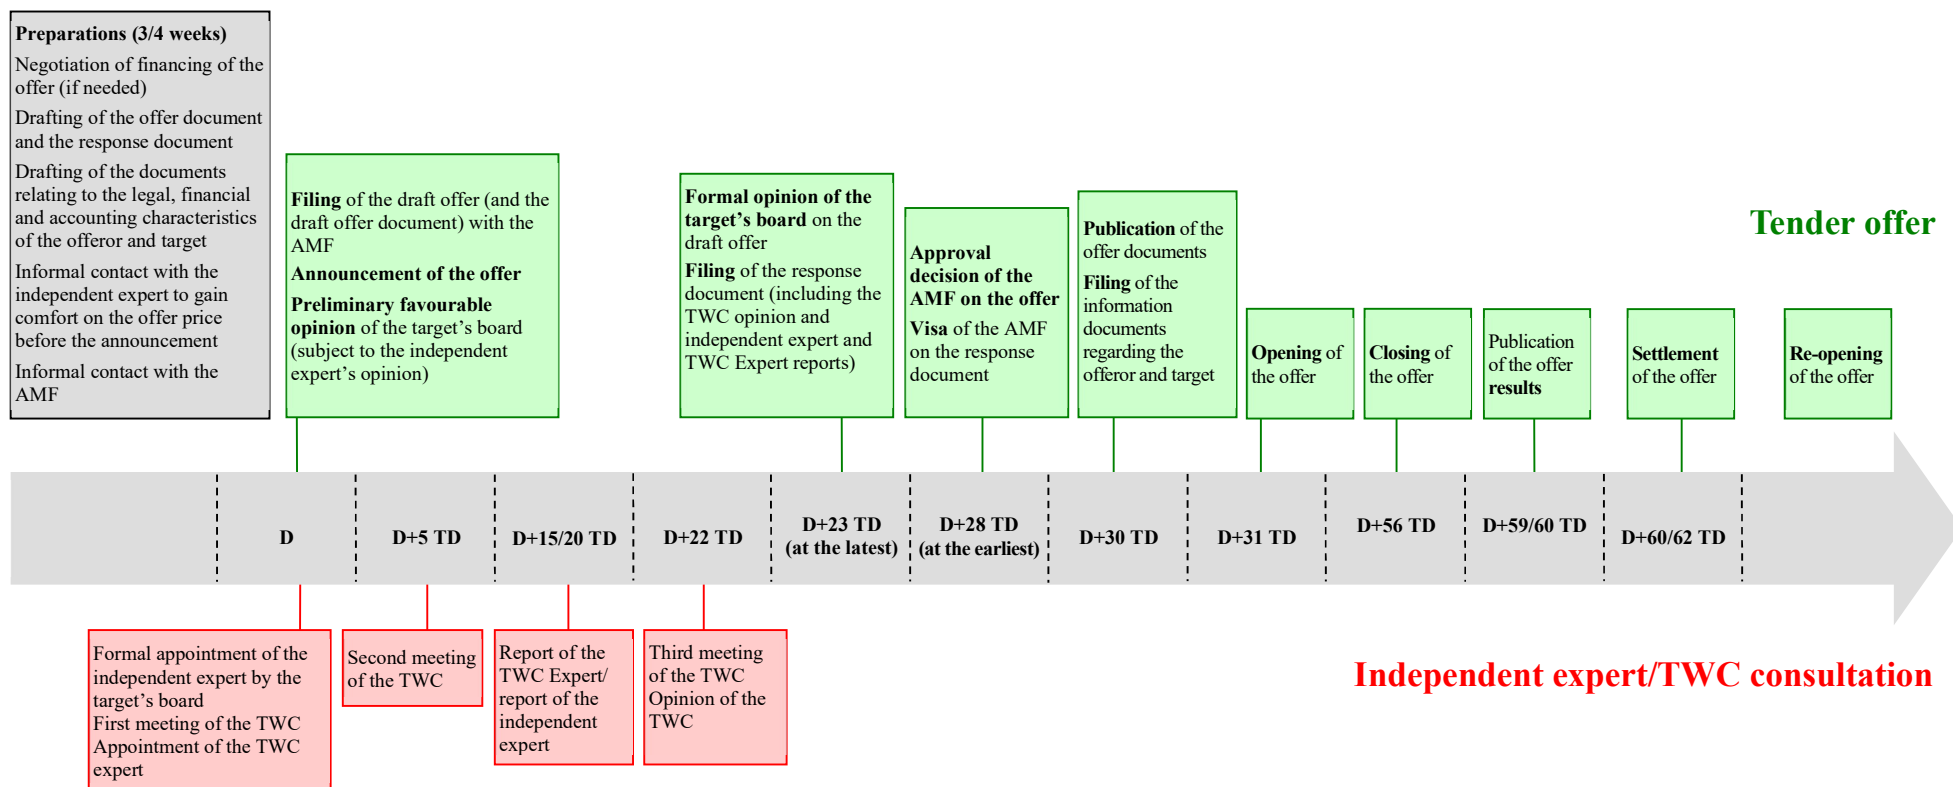 Preparations (3/4 weeks)
Negotiation of financing of the
offer (if needed)
Drafting of the offer document
and the response document
Drafting of the documents
relating to the legal, financial
and accounting characteristics
of the offeror and target
Informal contact with the
independent expert to gain
comfort on the offer price
before the announcement
Informal contact with the
AMF
Filing of the draft offer (and the
draft offer document) with the
AMF
Announcement of the offer
Preliminary favourable
opinion of the target’s board
(subject to the independent
expert’s opinion)
Formal opinion of the
target’s board on the
draft offer
Filing of the response
document (including the
TWC opinion and
independent expert and
TWC Expert reports)
Approval
decision of the
AMF on the offer
Visa of the AMF
on the response
document
Publication of the
offer documents
Filing of the
information
documents
regarding the
offeror and target
Opening of
the offer
Closing of
the offer
Publication
of the offer
results
Settlement
of the offer
Re-opening
of the offer
Tender offer
D
D+5 TD
D+15/20 TD
D+22 TD
D+23 TD
(at the latest)
D+28 TD
(at the earliest)
D+30 TD
D+31 TD
D+56 TD
D+59/60 TD
D+60/62 TD
Formal appointment of the
independent expert by the
target’s board
First meeting of the TWC
Appointment of the TWC
expert
Second meeting
of the TWC
Report of the
TWC Expert/
report of the
independent
expert
Third meeting
of the TWC
Opinion of the
TWC
Independent expert/TWC consultation